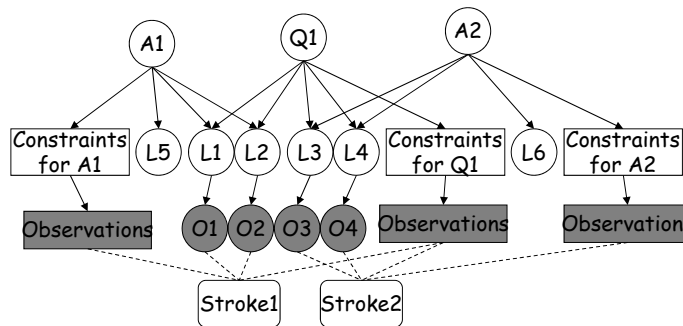 A1
Q1
A2
Constraints
for A1
L5
L1
L2
L3
L4
Constraints
for Q1
L6
Constraints
for A2
Observations
O1
O2
O3
O4
Observations
Observations
Stroke1
Stroke2